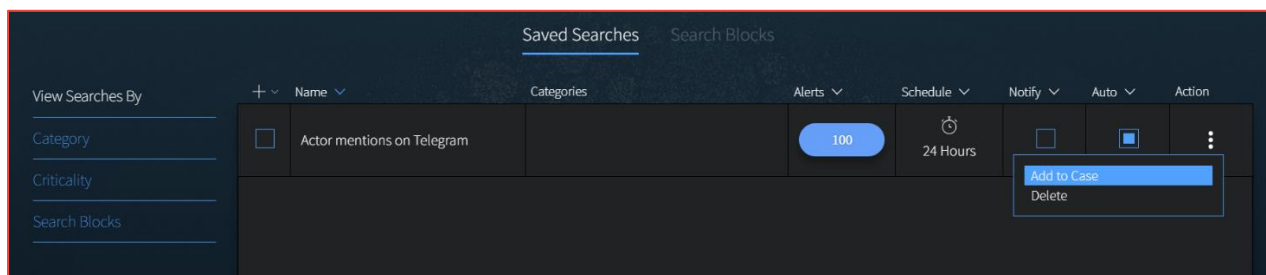 Saved Searches Search Blocks
View Searches By
Name Categories Alerts Schedule Notify Auto Action
Category
Criticality
Search Blocks
Actor mentions on Telegram 100 24 Hours
Add to Case
Delete